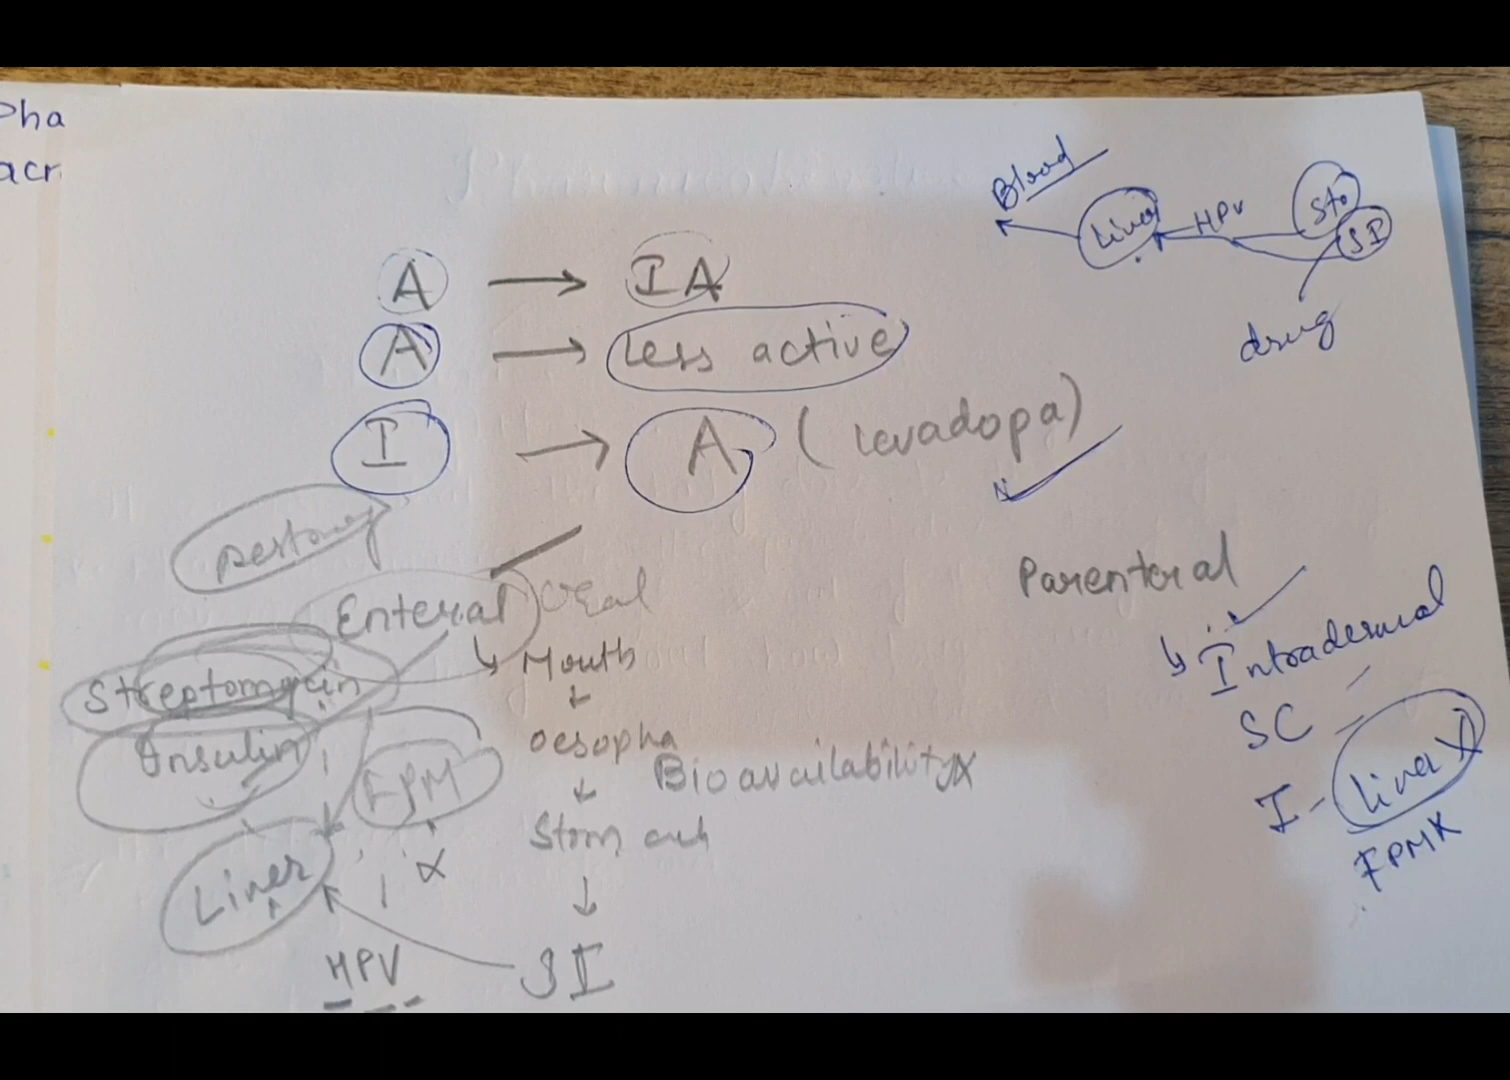 Pha
acr
Blood
Liver
HPV
Sto
SI
drug
A → IA
A → Less active
I → A (levadopa)
Enteral Oral
Parenteral
↳ Mouth
↳ Intradermal
Streptomycin
↓
SC
Insulin
oesopha
FPM
Bioavailability x
I - Liver X
↓
FPMX
Stomach
Liver
↓
HPV
SI